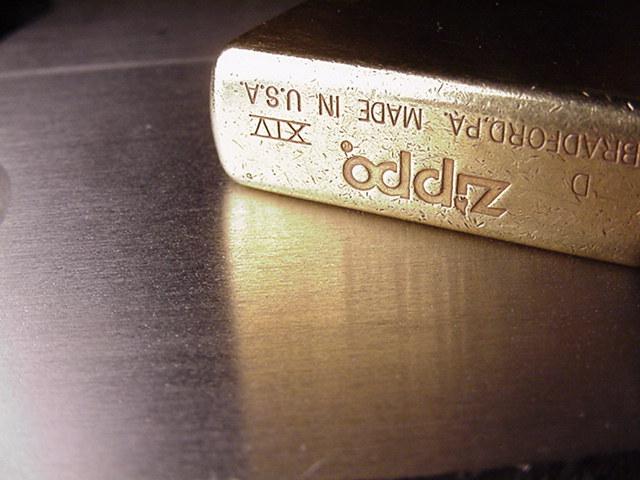 D zippo® XIV
BRADFORD,PA. MADE IN U.S.A.